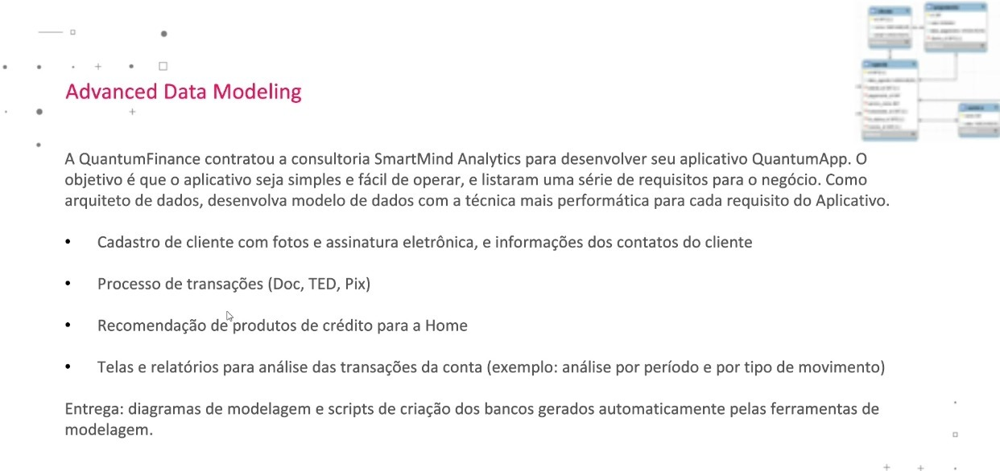 Advanced Data Modeling
A QuantumFinance contratou a consultoria SmartMind Analytics para desenvolver seu aplicativo QuantumApp. O
objetivo é que o aplicativo seja simples e fácil de operar, e listaram uma série de requisitos para o negócio. Como
arquiteto de dados, desenvolva modelo de dados com a técnica mais performática para cada requisito do Aplicativo.
• Cadastro de cliente com fotos e assinatura eletrônica, e informações dos contatos do cliente
• Processo de transações (Doc, TED, Pix)
• Recomendação de produtos de crédito para a Home
• Telas e relatórios para análise das transações da conta (exemplo: análise por período e por tipo de movimento)
Entrega: diagramas de modelagem e scripts de criação dos bancos gerados automaticamente pelas ferramentas de
modelagem.